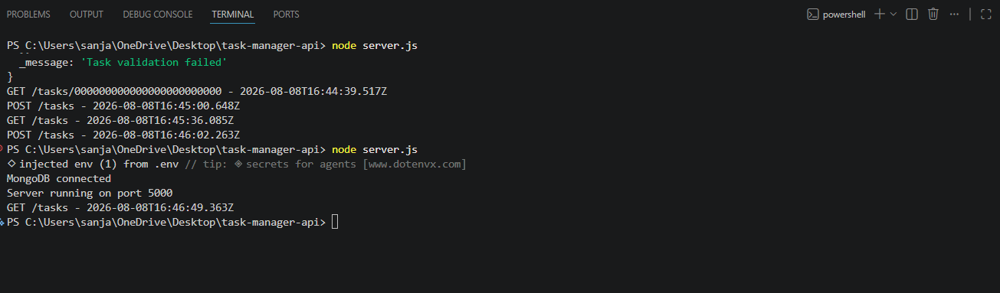 PROBLEMS OUTPUT DEBUG CONSOLE TERMINAL PORTS powershell
PS C:\Users\sanja\OneDrive\Desktop\task-manager-api> node server.js
_message: 'Task validation failed'
}
GET /tasks/000000000000000000000000 - 2026-08-08T16:44:39.517Z
POST /tasks - 2026-08-08T16:45:00.648Z
GET /tasks - 2026-08-08T16:45:36.085Z
POST /tasks - 2026-08-08T16:46:02.263Z
PS C:\Users\sanja\OneDrive\Desktop\task-manager-api> node server.js
◇ injected env (1) from .env // tip: ◈ secrets for agents [www.dotenvx.com]
MongoDB connected
Server running on port 5000
GET /tasks - 2026-08-08T16:46:49.363Z
PS C:\Users\sanja\OneDrive\Desktop\task-manager-api>